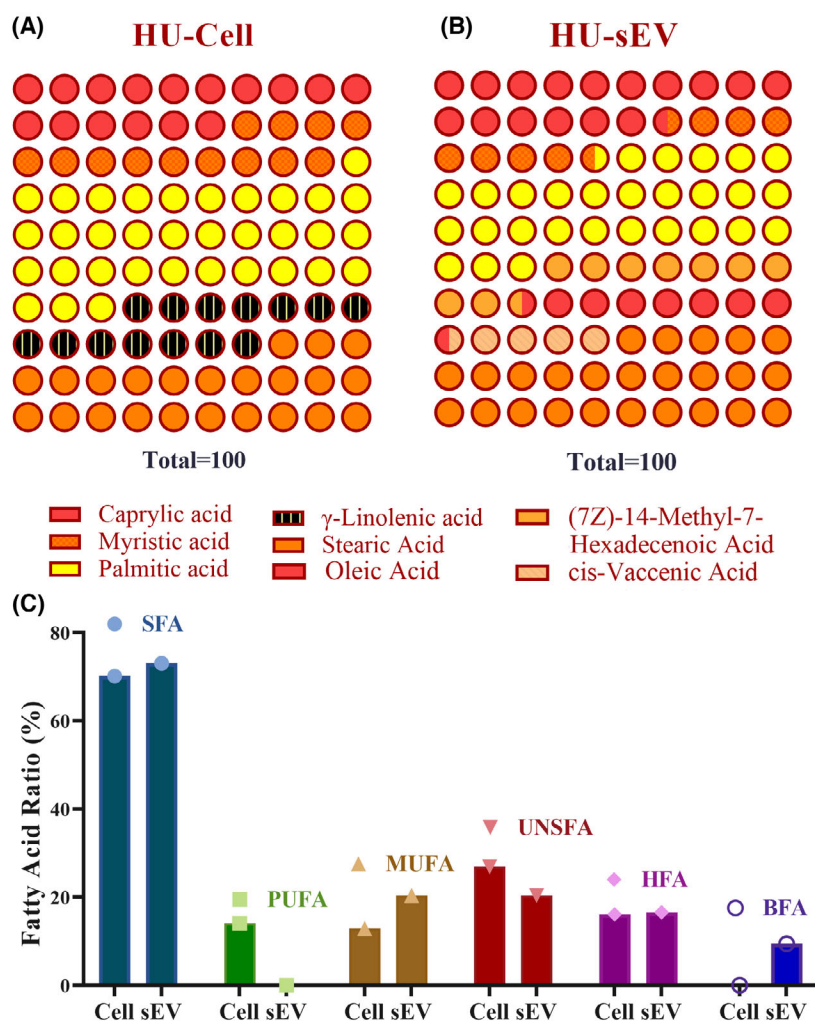 (A)
HU-Cell
(B)
HU-sEV
Total=100
Total=100
Caprylic acid
Myristic acid
Palmitic acid
γ-Linolenic acid
Stearic Acid
Oleic Acid
(7Z)-14-Methyl-7-
Hexadecenoic Acid
cis-Vaccenic Acid
(C)
Fatty Acid Ratio (%)
80
60
40
20
0
SFA
PUFA
MUFA
UNSFA
HFA
BFA
Cell sEV Cell sEV Cell sEV Cell sEV Cell sEV Cell sEV